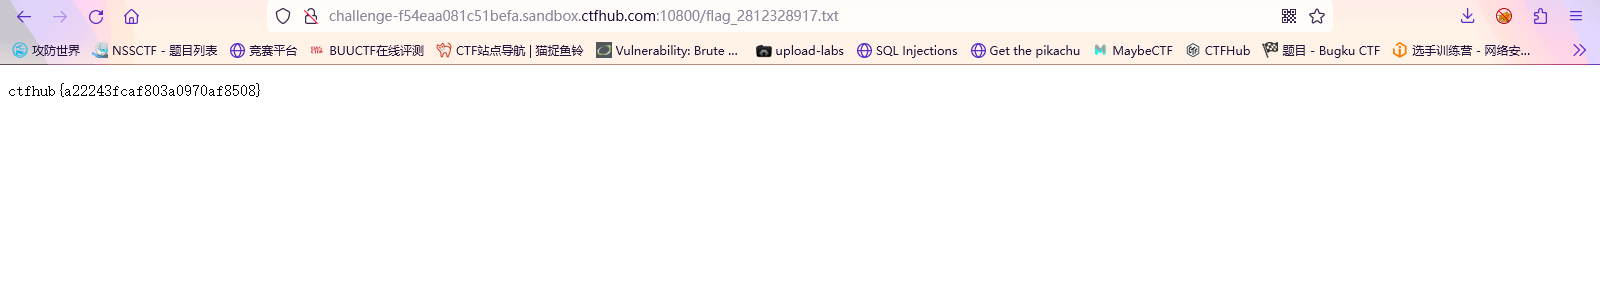 challenge-f54eaa081c51befa.sandbox.ctfhub.com:10800/flag_2812328917.txt
攻防世界 NSSCTF - 题目列表 竞赛平台 BUUCTF在线评测 CTF站点导航 | 猫捉鱼铃 Vulnerability: Brute ... upload-labs SQL Injections Get the pikachu MaybeCTF CTFHub 题目 - Bugku CTF 选手训练营 - 网络安...
ctfhub{a22243fcaf803a0970af8508}